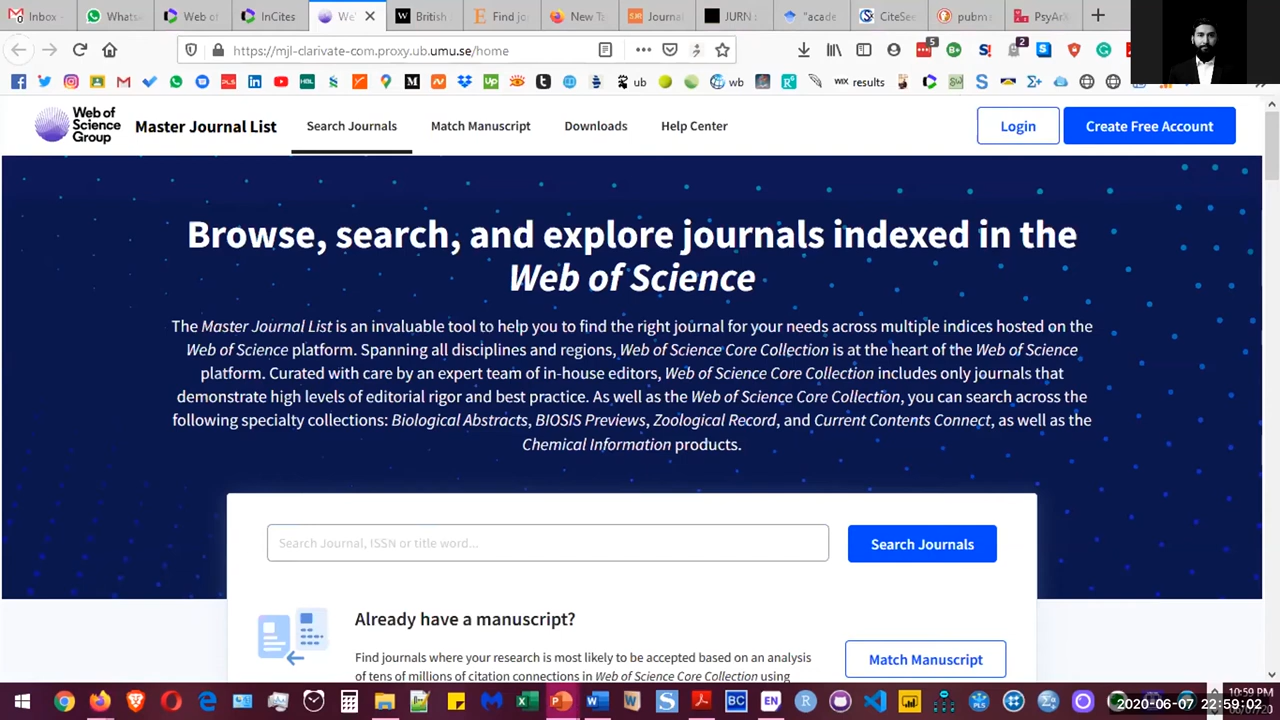 Inbox
Whats
Web of
InCites
We
British
Find jo
New T
Journal
JURN
"acade
CiteSe
pubm
PsyAr
https://mjl-clarivate-com.proxy.ub.umu.se/home
5
2
ub
wb
WIX results
Web of
Science
Group
Master Journal List
Search Journals
Match Manuscript
Downloads
Help Center
Login
Create Free Account
Browse, search, and explore journals indexed in the
Web of Science
The Master Journal List is an invaluable tool to help you to find the right journal for your needs across multiple indices hosted on the
Web of Science platform. Spanning all disciplines and regions, Web of Science Core Collection is at the heart of the Web of Science
platform. Curated with care by an expert team of in-house editors, Web of Science Core Collection includes only journals that
demonstrate high levels of editorial rigor and best practice. As well as the Web of Science Core Collection, you can search across the
following specialty collections: Biological Abstracts, BIOSIS Previews, Zoological Record, and Current Contents Connect, as well as the
Chemical Information products.
Search Journal, ISSN or title word...
Search Journals
Already have a manuscript?
Find journals where your research is most likely to be accepted based on an analysis
of tens of millions of citation connections in Web of Science Core Collection using
Match Manuscript
10:59 PM
2020-06-07 22:59:02